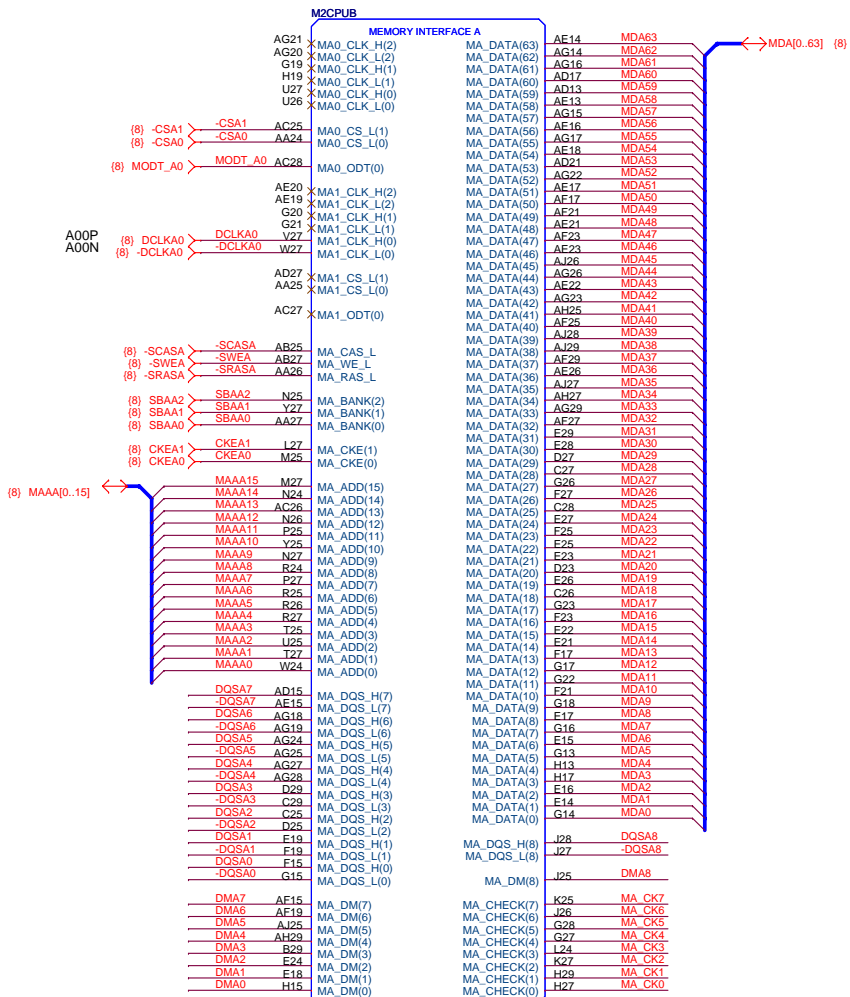 M2CPUB
MEMORY INTERFACE A
AG21 MA0_CLK_H(2)
AG20 MA0_CLK_L(2)
G19 MA0_CLK_H(1)
H19 MA0_CLK_L(1)
U27 MA0_CLK_H(0)
U26 MA0_CLK_L(0)
{8} -CSA1 -CSA1 AC25 MA0_CS_L(1)
{8} -CSA0 -CSA0 AA24 MA0_CS_L(0)
{8} MODT_A0 MODT_A0 AC28 MA0_ODT(0)
AE20 MA1_CLK_H(2)
AE19 MA1_CLK_L(2)
G20 MA1_CLK_H(1)
G21 MA1_CLK_L(1)
A00P {8} DCLKA0 DCLKA0 V27 MA1_CLK_H(0)
A00N {8} -DCLKA0 -DCLKA0 W27 MA1_CLK_L(0)
AD27 MA1_CS_L(1)
AA25 MA1_CS_L(0)
AC27 MA1_ODT(0)
{8} -SCASA -SCASA AB25 MA_CAS_L
{8} -SWEA -SWEA AB27 MA_WE_L
{8} -SRASA -SRASA AA26 MA_RAS_L
{8} SBAA2 SBAA2 N25 MA_BANK(2)
{8} SBAA1 SBAA1 Y27 MA_BANK(1)
{8} SBAA0 SBAA0 AA27 MA_BANK(0)
{8} CKEA1 CKEA1 L27 MA_CKE(1)
{8} CKEA0 CKEA0 M25 MA_CKE(0)
{8} MAAA[0..15]
MAAA15 M27 MA_ADD(15)
MAAA14 N24 MA_ADD(14)
MAAA13 AC26 MA_ADD(13)
MAAA12 N26 MA_ADD(12)
MAAA11 P25 MA_ADD(11)
MAAA10 Y25 MA_ADD(10)
MAAA9 N27 MA_ADD(9)
MAAA8 R24 MA_ADD(8)
MAAA7 P27 MA_ADD(7)
MAAA6 R25 MA_ADD(6)
MAAA5 R26 MA_ADD(5)
MAAA4 R27 MA_ADD(4)
MAAA3 T25 MA_ADD(3)
MAAA2 U25 MA_ADD(2)
MAAA1 T27 MA_ADD(1)
MAAA0 W24 MA_ADD(0)
DQSA7 AD15 MA_DQS_H(7)
-DQSA7 AE15 MA_DQS_L(7)
DQSA6 AG18 MA_DQS_H(6)
-DQSA6 AG19 MA_DQS_L(6)
DQSA5 AG24 MA_DQS_H(5)
-DQSA5 AG25 MA_DQS_L(5)
DQSA4 AG27 MA_DQS_H(4)
-DQSA4 AG28 MA_DQS_L(4)
DQSA3 D29 MA_DQS_H(3)
-DQSA3 C29 MA_DQS_L(3)
DQSA2 C25 MA_DQS_H(2)
-DQSA2 D25 MA_DQS_L(2)
DQSA1 E19 MA_DQS_H(1)
-DQSA1 F19 MA_DQS_L(1)
DQSA0 F15 MA_DQS_H(0)
-DQSA0 G15 MA_DQS_L(0)
DMA7 AF15 MA_DM(7)
DMA6 AF19 MA_DM(6)
DMA5 AJ25 MA_DM(5)
DMA4 AH29 MA_DM(4)
DMA3 B29 MA_DM(3)
DMA2 E24 MA_DM(2)
DMA1 E18 MA_DM(1)
DMA0 H15 MA_DM(0)
MDA[0..63] {8}
MA_DATA(63) AE14 MDA63
MA_DATA(62) AG14 MDA62
MA_DATA(61) AG16 MDA61
MA_DATA(60) AD17 MDA60
MA_DATA(59) AD13 MDA59
MA_DATA(58) AE13 MDA58
MA_DATA(57) AG15 MDA57
MA_DATA(56) AE16 MDA56
MA_DATA(55) AG17 MDA55
MA_DATA(54) AE18 MDA54
MA_DATA(53) AD21 MDA53
MA_DATA(52) AG22 MDA52
MA_DATA(51) AE17 MDA51
MA_DATA(50) AF17 MDA50
MA_DATA(49) AF21 MDA49
MA_DATA(48) AE21 MDA48
MA_DATA(47) AF23 MDA47
MA_DATA(46) AE23 MDA46
MA_DATA(45) AJ26 MDA45
MA_DATA(44) AG26 MDA44
MA_DATA(43) AE22 MDA43
MA_DATA(42) AG23 MDA42
MA_DATA(41) AH25 MDA41
MA_DATA(40) AF25 MDA40
MA_DATA(39) AJ28 MDA39
MA_DATA(38) AJ29 MDA38
MA_DATA(37) AF29 MDA37
MA_DATA(36) AE26 MDA36
MA_DATA(35) AJ27 MDA35
MA_DATA(34) AH27 MDA34
MA_DATA(33) AG29 MDA33
MA_DATA(32) AF27 MDA32
MA_DATA(31) E29 MDA31
MA_DATA(30) E28 MDA30
MA_DATA(29) D27 MDA29
MA_DATA(28) C27 MDA28
MA_DATA(27) G26 MDA27
MA_DATA(26) F27 MDA26
MA_DATA(25) C28 MDA25
MA_DATA(24) E27 MDA24
MA_DATA(23) F25 MDA23
MA_DATA(22) E25 MDA22
MA_DATA(21) E23 MDA21
MA_DATA(20) D23 MDA20
MA_DATA(19) E26 MDA19
MA_DATA(18) C26 MDA18
MA_DATA(17) G23 MDA17
MA_DATA(16) F23 MDA16
MA_DATA(15) E22 MDA15
MA_DATA(14) E21 MDA14
MA_DATA(13) F17 MDA13
MA_DATA(12) G17 MDA12
MA_DATA(11) G22 MDA11
MA_DATA(10) F21 MDA10
MA_DATA(9) G18 MDA9
MA_DATA(8) E17 MDA8
MA_DATA(7) G16 MDA7
MA_DATA(6) E15 MDA6
MA_DATA(5) G13 MDA5
MA_DATA(4) H13 MDA4
MA_DATA(3) H17 MDA3
MA_DATA(2) E16 MDA2
MA_DATA(1) E14 MDA1
MA_DATA(0) G14 MDA0
MA_DQS_H(8) J28 DQSA8
MA_DQS_L(8) J27 -DQSA8
MA_DM(8) J25 DMA8
MA_CHECK(7) K25 MA_CK7
MA_CHECK(6) J26 MA_CK6
MA_CHECK(5) G28 MA_CK5
MA_CHECK(4) G27 MA_CK4
MA_CHECK(3) L24 MA_CK3
MA_CHECK(2) K27 MA_CK2
MA_CHECK(1) H29 MA_CK1
MA_CHECK(0) H27 MA_CK0